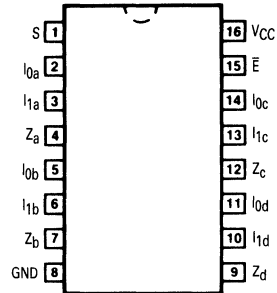 S 1 16 VCC
I0a 2 15 E̅
I1a 3 14 I0c
Za 4 13 I1c
I0b 5 12 Zc
I1b 6 11 I0d
Zb 7 10 I1d
GND 8 9 Zd